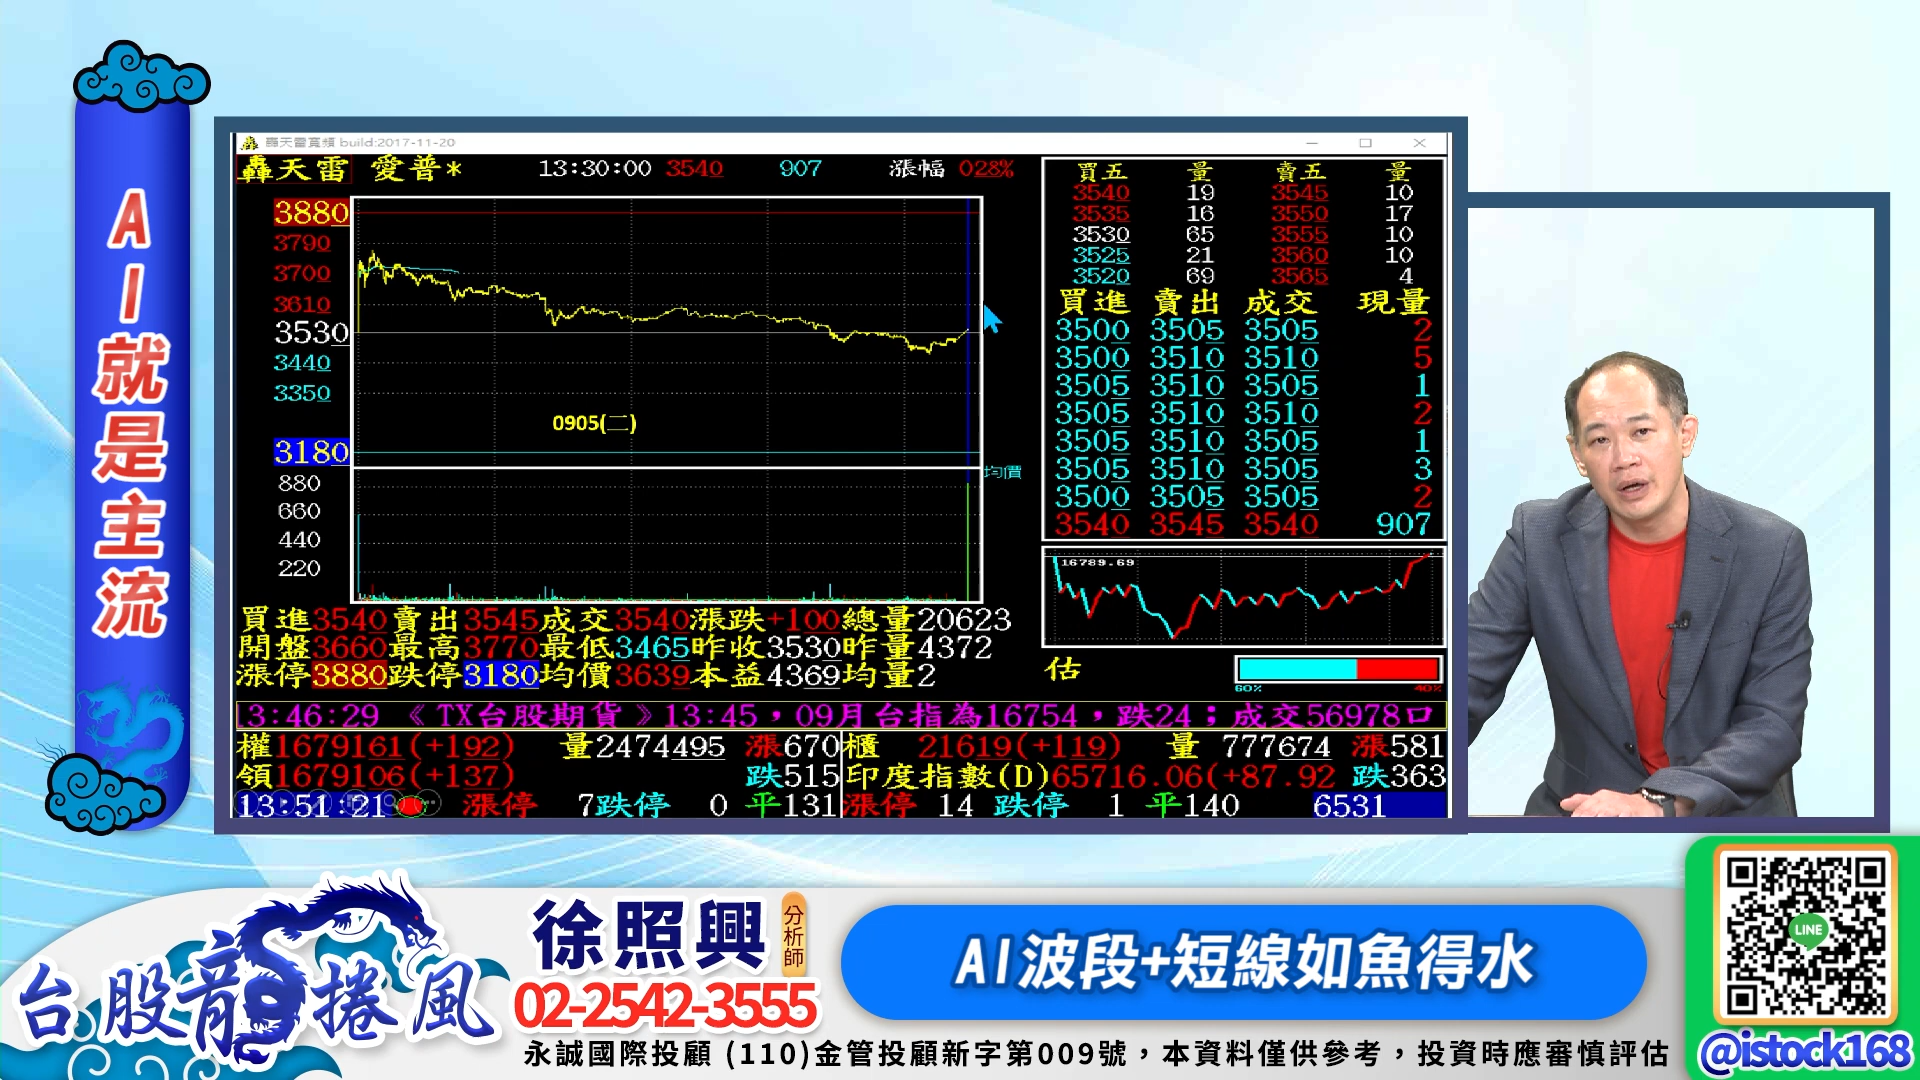 AI就是主流
轟天雷寬頻 build:2017-11-20
轟天雷 愛普* 13:30:00 3540 907 漲幅 028%
3880
3790
3700
3610
3530
3440
3350
3180
0905(二)
均價
880
660
440
220
買五 量 賣五 量
3540 19 3545 10
3535 16 3550 17
3530 65 3555 10
3525 21 3560 10
3520 69 3565 4
買進 賣出 成交 現量
3500 3505 3505 2
3500 3510 3510 5
3505 3510 3505 1
3505 3510 3510 2
3505 3510 3505 1
3505 3510 3505 3
3500 3505 3505 2
3540 3545 3540 907
16789.69
估
60% 40%
買進3540賣出3545成交3540漲跌+100總量20623
開盤3660最高3770最低3465昨收3530昨量4372
漲停3880跌停3180均價3639本益4369均量2
13:46:29 《TX台股期貨》13:45,09月台指為16754,跌24;成交56978口
權1679161(+192) 量2474495 漲670櫃 21619(+119) 量 777674 漲581
領1679106(+137) 跌515印度指數(D)65716.06(+87.92 跌363
13:51:21 漲停 7跌停 0 平131漲停 14 跌停 1 平140 6531
台股龍捲風
徐照興 分析師
02-2542-3555
AI波段+短線如魚得水
永誠國際投顧 (110)金管投顧新字第009號,本資料僅供參考,投資時應審慎評估
LINE
@istock168